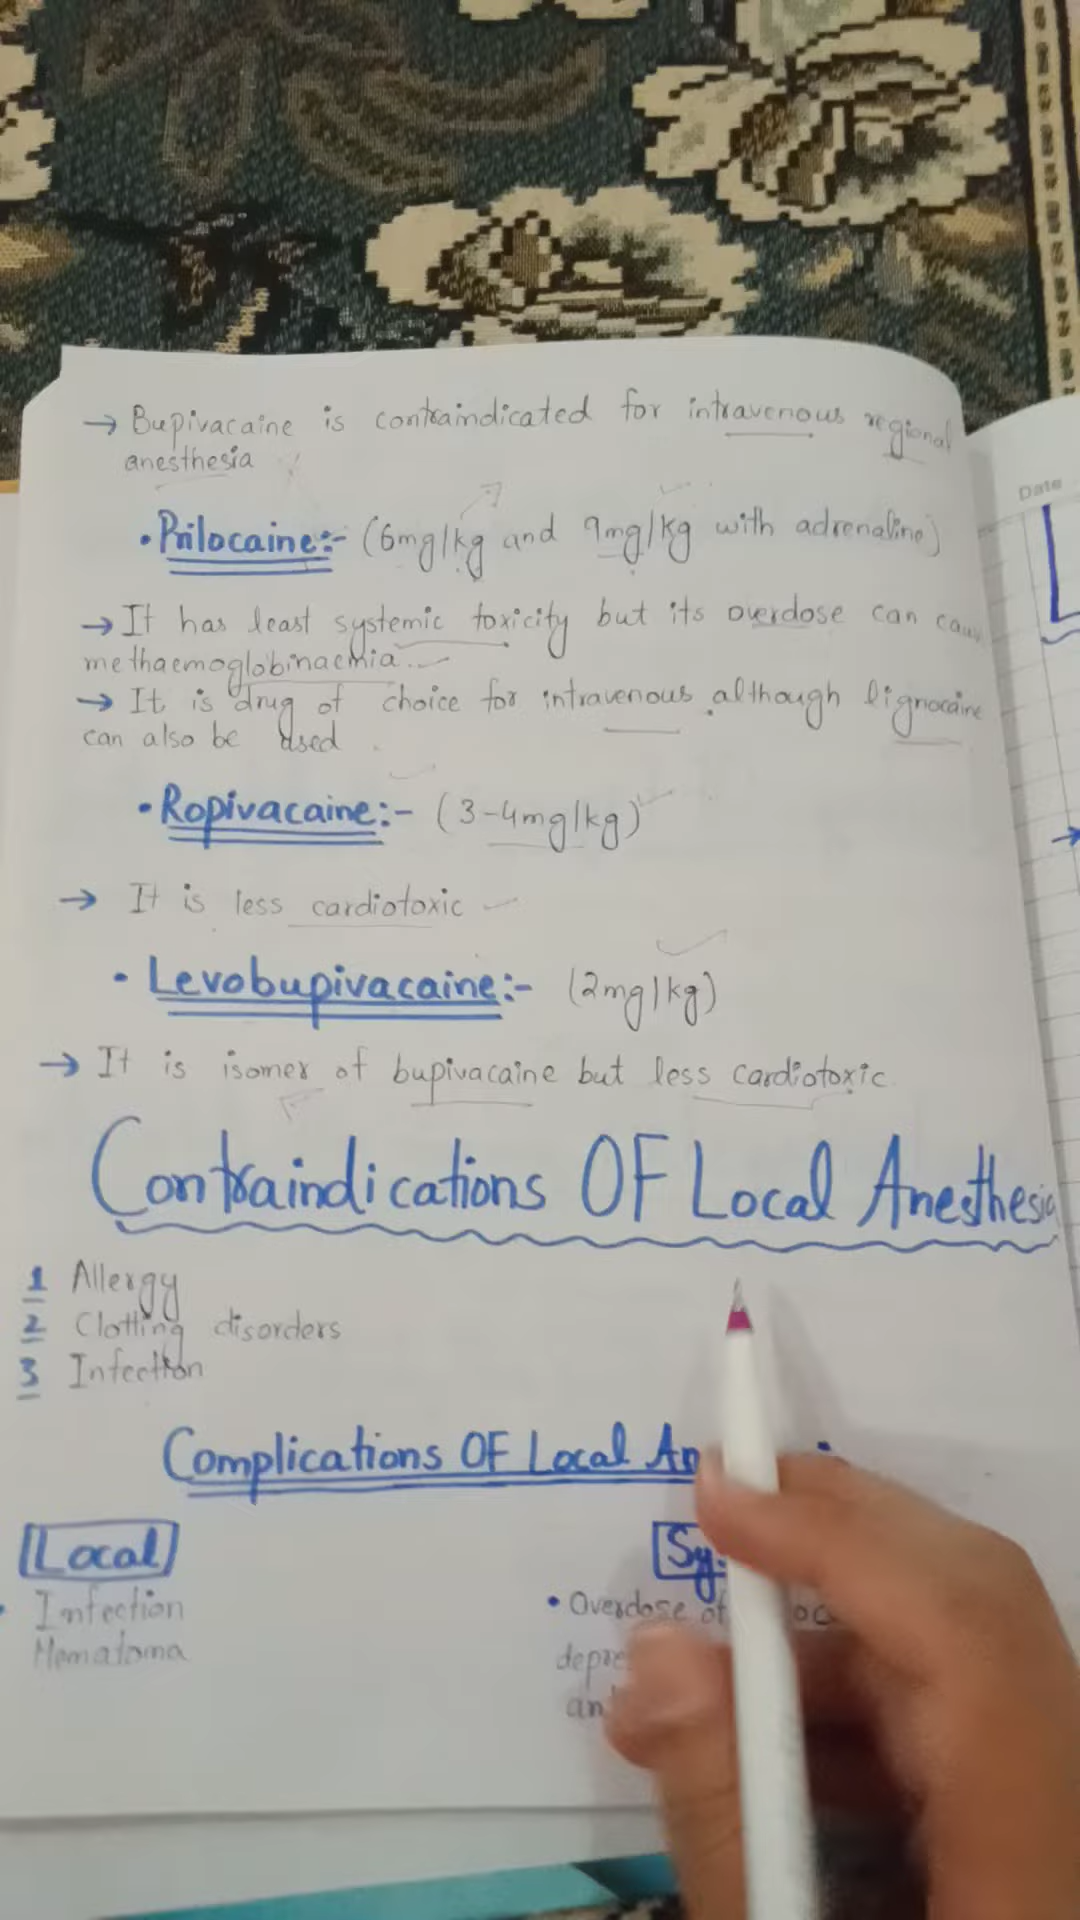 → Bupivacaine is contraindicated for intravenous regional
anesthesia
• Prilocaine:- (6mg/kg and 9mg/kg with adrenaline)
→ It has least systemic toxicity but its overdose can
methaemoglobinaemia.
→ It is drug of choice for intravenous although lignocaine
can also be used
• Ropivacaine:- (3-4mg/kg)
→ It is less cardiotoxic
• Levobupivacaine:- (2mg/kg)
→ It is isomer of bupivacaine but less cardiotoxic.
Contraindications OF Local Anesthesia
1 Allergy
2 Clotting disorders
3 Infection
Complications OF Local
Local
Infection
Hematoma
• Overdose of
Date